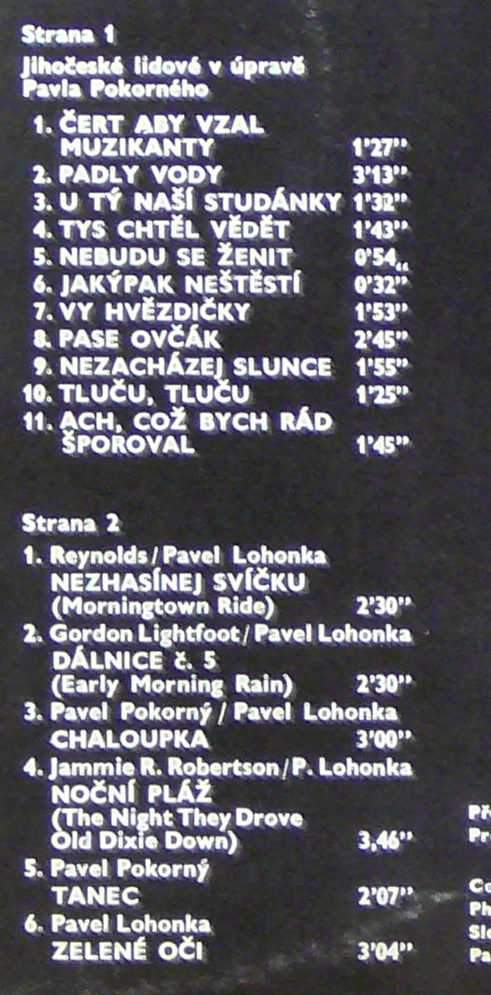 Strana 1
Jihočeské lidové v úpravě
Pavla Pokorného
1. ČERT ABY VZAL
MUZIKANTY 1'27"
2. PADLY VODY 3'13"
3. U TÝ NAŠÍ STUDÁNKY 1'32"
4. TYS CHTĚL VĚDĚT 1'43"
5. NEBUDU SE ŽENIT 0'54„
6. JAKÝPAK NEŠTĚSTÍ 0'32"
7. VY HVĚZDIČKY 1'53"
8. PASE OVČÁK 2'45"
9. NEZACHÁZEJ SLUNCE 1'55"
10. TLUČU, TLUČU 1'25"
11. ACH, COŽ BYCH RÁD
ŠPOROVAL 1'45"
Strana 2
1. Reynolds/Pavel Lohonka
NEZHASÍNEJ SVÍČKU
(Morningtown Ride) 2'30"
2. Gordon Lightfoot/Pavel Lohonka
DÁLNICE č. 5
(Early Morning Rain) 2'30"
3. Pavel Pokorný/Pavel Lohonka
CHALOUPKA 3'00"
4. Jammie R. Robertson/P. Lohonka
NOČNÍ PLÁŽ
(The Night They Drove
Old Dixie Down) 3,46"
5. Pavel Pokorný
TANEC 2'07"
6. Pavel Lohonka
ZELENÉ OČI 3'04"